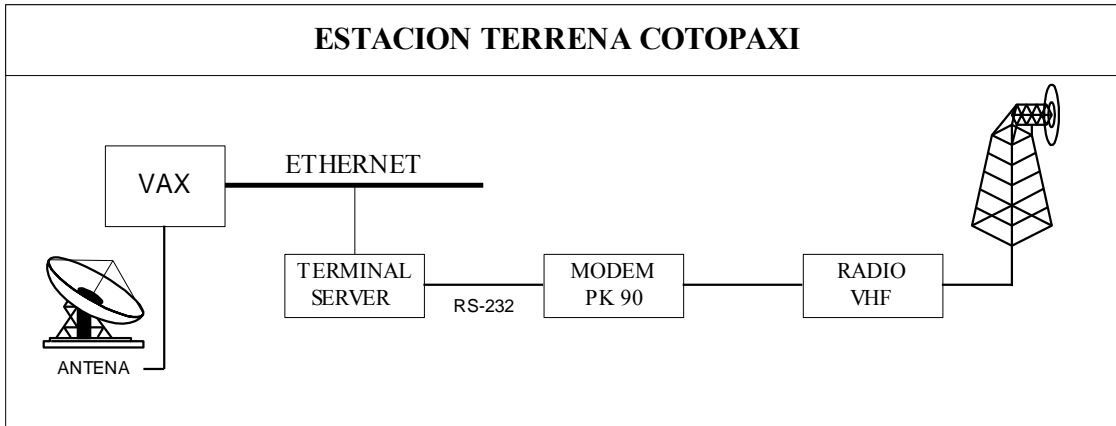 ESTACION TERRENA COTOPAXI
VAX
ETHERNET
TERMINAL
SERVER
RS-232
MODEM
PK 90
RADIO
VHF
ANTENA